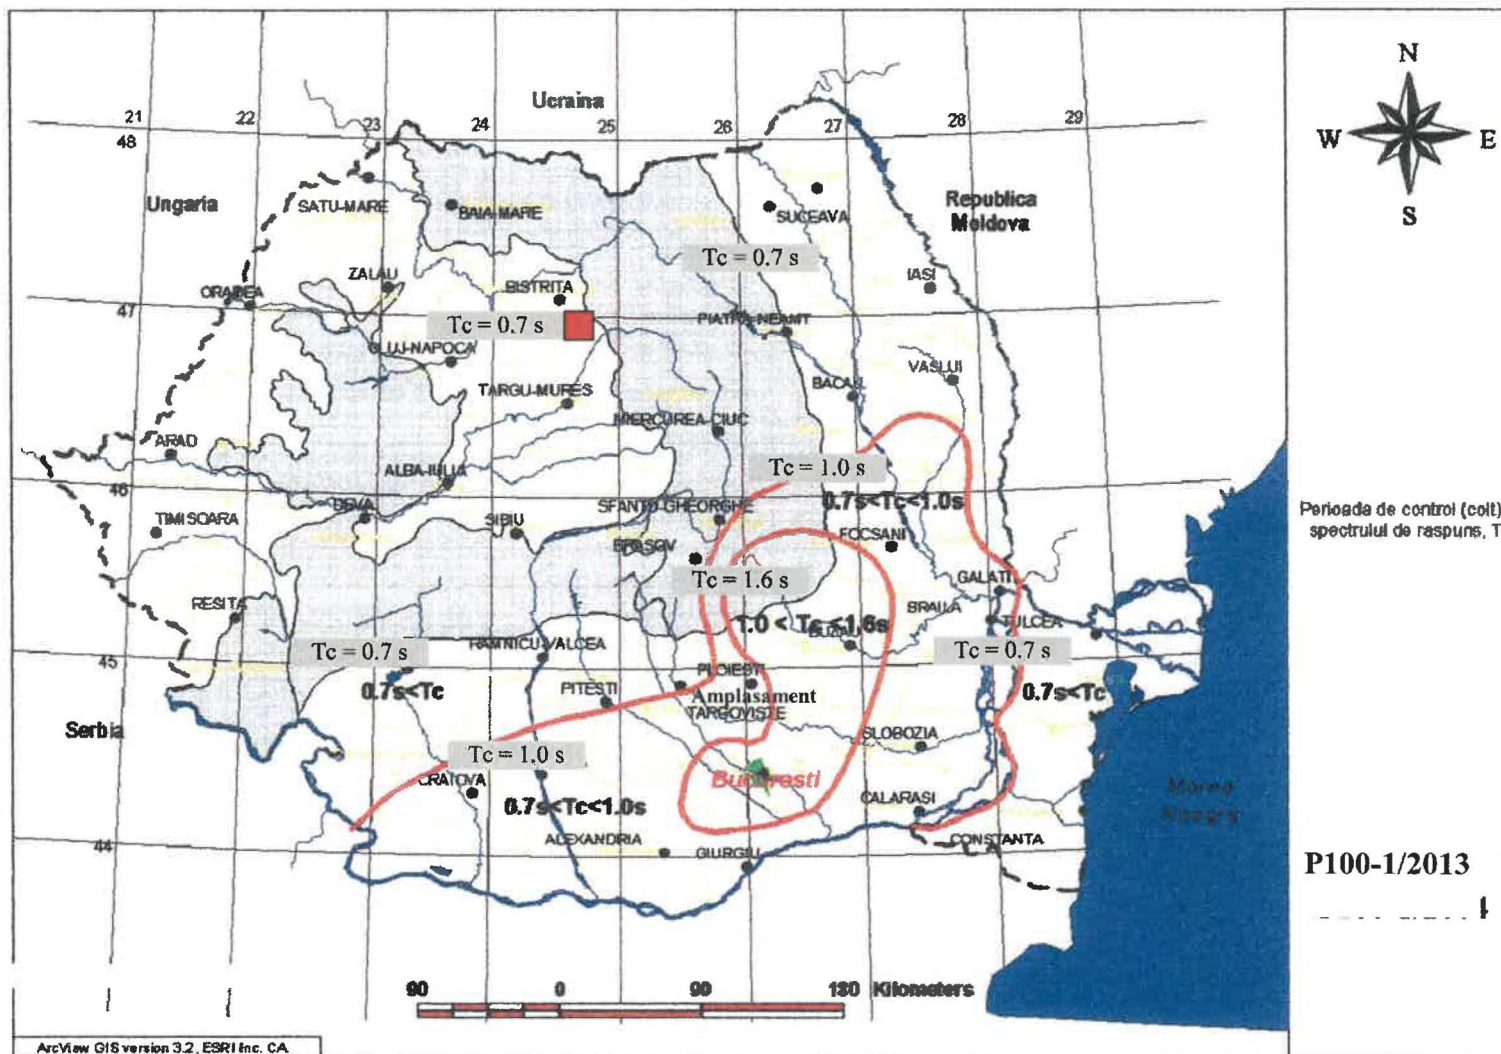 N
W E
S
Ucraina
21 22 23 24 25 26 27 28 29
48
Ungaria
Republica
Moldova
SATU-MARE
BAIA-MARE
SUCEAVA
Tc = 0.7 s
ZALAU
IASI
ORADEA
BISTRITA
47
Tc = 0.7 s
PIATRA-NEAMT
UJ-NAPOCA
VASLUI
TARGU-MURES
BACAU
MIERCUREA-CIUC
ARAD
Tc = 1.0 s
ALBA-IULIA
46
0.7s<Tc<1.0s
DEVA
SFANTU-GHEORGHE
TIMISOARA
SIBIU
FOCSANI
BRASOV
Tc = 1.6 s
GALATI
RESITA
BRAILA
TULCEA
1.0 < Tc <1.6s
BUZAU
Tc = 0.7 s
RAMNICU-VALCEA
Tc = 0.7 s
45
PLOIESTI
0.7s<Tc
PITESTI
Amplasament
0.7s<Tc
TARGOVISTE
Serbia
SLOBOZIA
Tc = 1.0 s
CRAIOVA
Bucuresti
CALARASI
Marea
Neagra
0.7s<Tc<1.0s
44
ALEXANDRIA
GIURGIU
CONSTANTA
Perioada de control (colt)
spectrului de raspuns, T
P100-1/2013
90 0 90 180 Kilometers
ArcView GIS version 3.2, ESRI Inc. CA